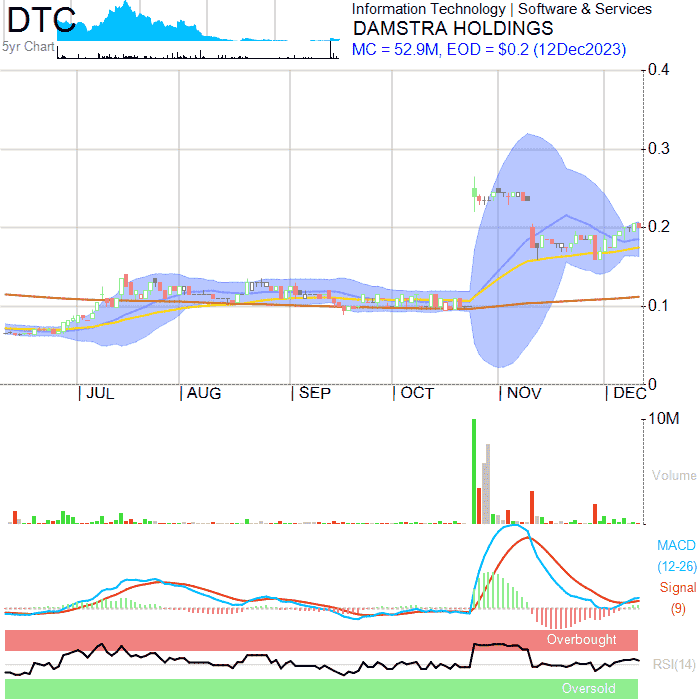 DTC
5yr Chart
Information Technology | Software & Services
DAMSTRA HOLDINGS
MC = 52.9M, EOD = $0.2 (12Dec2023)
0.4
0.3
0.2
0.1
0
| JUL
| AUG
| SEP
| OCT
| NOV
| DEC
10M
Volume
MACD
(12-26)
Signal
(9)
Overbought
RSI(14)
Oversold